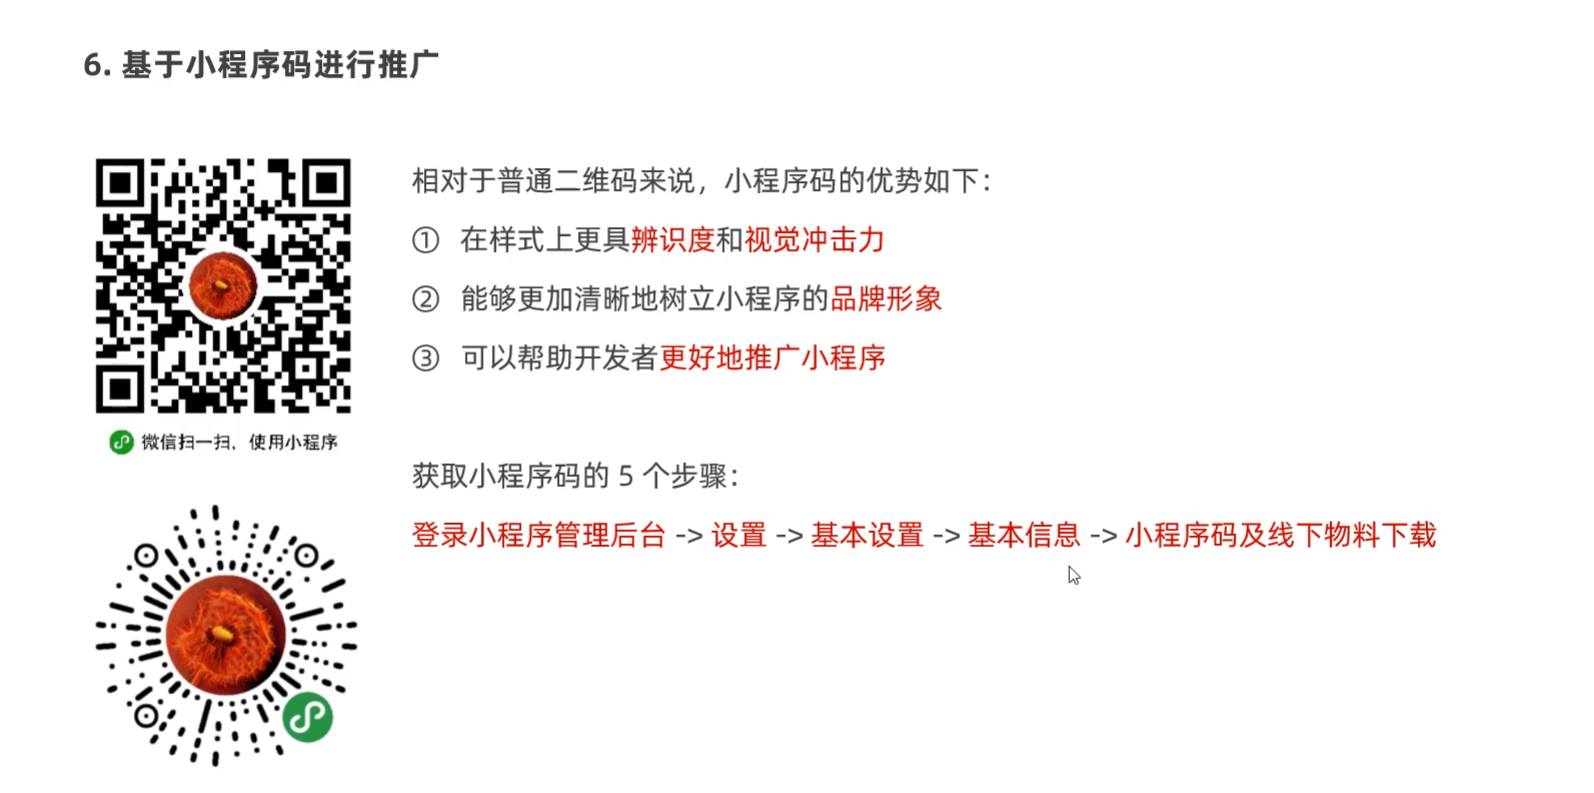 6. 基于小程序码进行推广
相对于普通二维码来说，小程序码的优势如下：
① 在样式上更具辨识度和视觉冲击力
② 能够更加清晰地树立小程序的品牌形象
③ 可以帮助开发者更好地推广小程序
微信扫一扫，使用小程序
获取小程序码的 5 个步骤：
登录小程序管理后台 -> 设置 -> 基本设置 -> 基本信息 -> 小程序码及线下物料下载